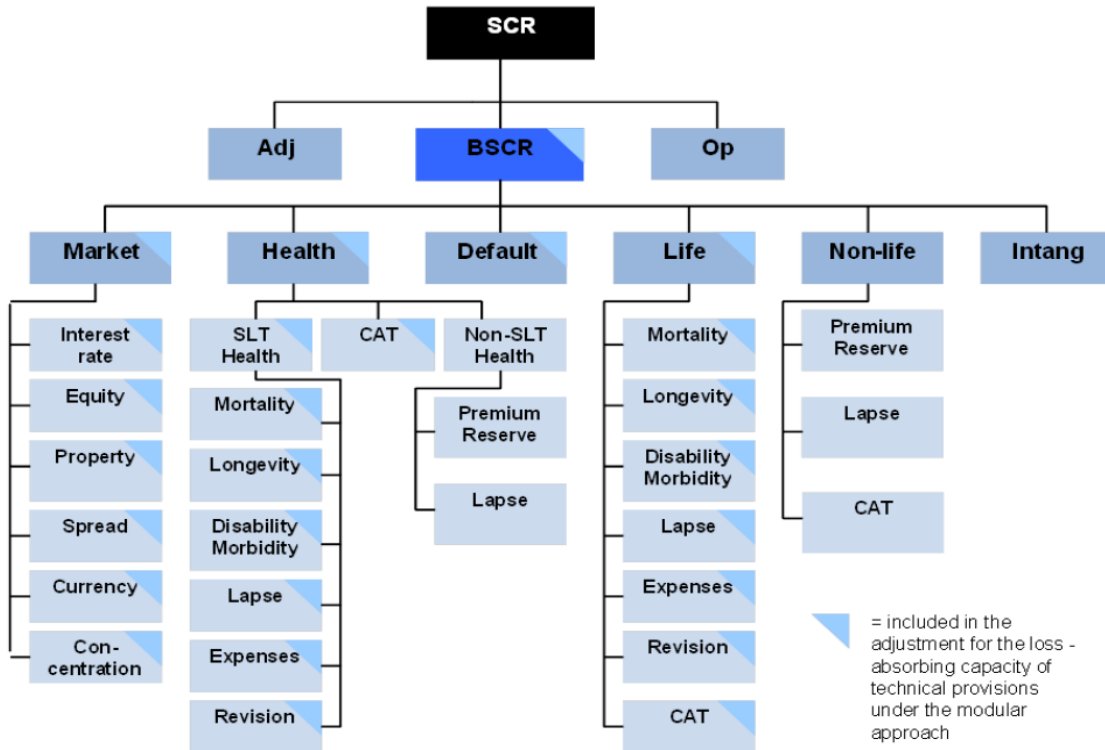 SCR
Adj
BSCR
Op
Market
Health
Default
Life
Non-life
Intang
Interest
rate
Equity
Property
Spread
Currency
Con-
centration
SLT
Health
CAT
Non-SLT
Health
Mortality
Longevity
Disability
Morbidity
Lapse
Expenses
Revision
Premium
Reserve
Lapse
Mortality
Longevity
Disability
Morbidity
Lapse
Expenses
Revision
CAT
Premium
Reserve
Lapse
CAT
= included in the
adjustment for the loss -
absorbing capacity of
technical provisions
under the modular
approach